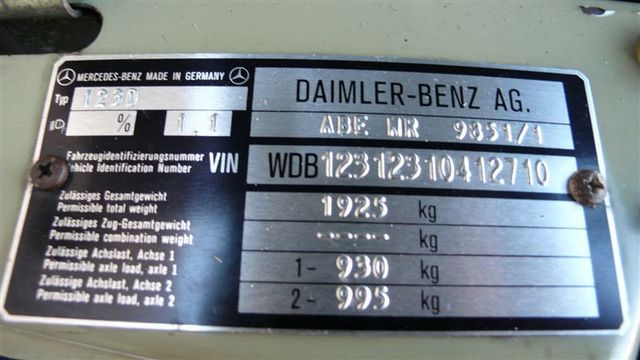 MERCEDES-BENZ MADE IN GERMANY
Typ 123D
% 1,1
DAIMLER-BENZ AG.
ABE NR 9851/1
Fahrzeugidentifizierungsnummer
Vehicle Identification Number VIN WDB12312310412710
Zulässiges Gesamtgewicht
Permissible total weight 1925 kg
Zulässiges Zug-Gesamtgewicht
Permissible combination weight ---- kg
Zulässige Achslast, Achse 1
Permissible axle load, axle 1 1- 930 kg
Zulässige Achslast, Achse 2
Permissible axle load, axle 2 2- 995 kg